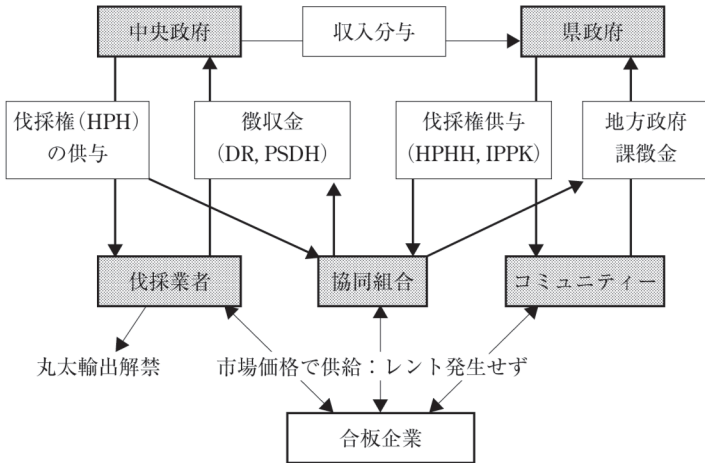 中央政府
収入分与
県政府
伐採権(HPH)
の供与
徴収金
(DR, PSDH)
伐採権供与
(HPHH, IPPK)
地方政府
課徴金
伐採業者
協同組合
コミュニティー
丸太輸出解禁
市場価格で供給：レント発生せず
合板企業